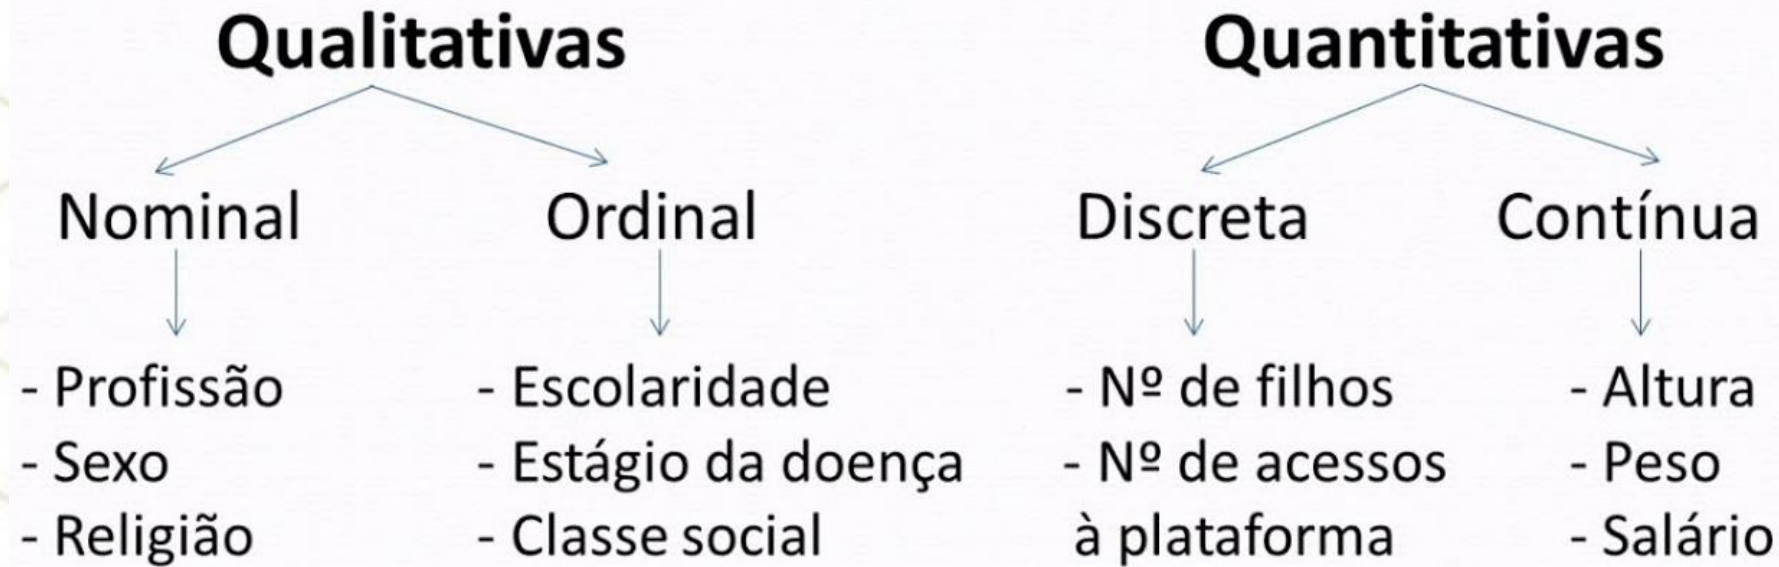 Qualitativas
Quantitativas
Nominal
Ordinal
Discreta
Contínua
- Profissão
- Sexo
- Religião
- Escolaridade
- Estágio da doença
- Classe social
- Nº de filhos
- Nº de acessos
à plataforma
- Altura
- Peso
- Salário